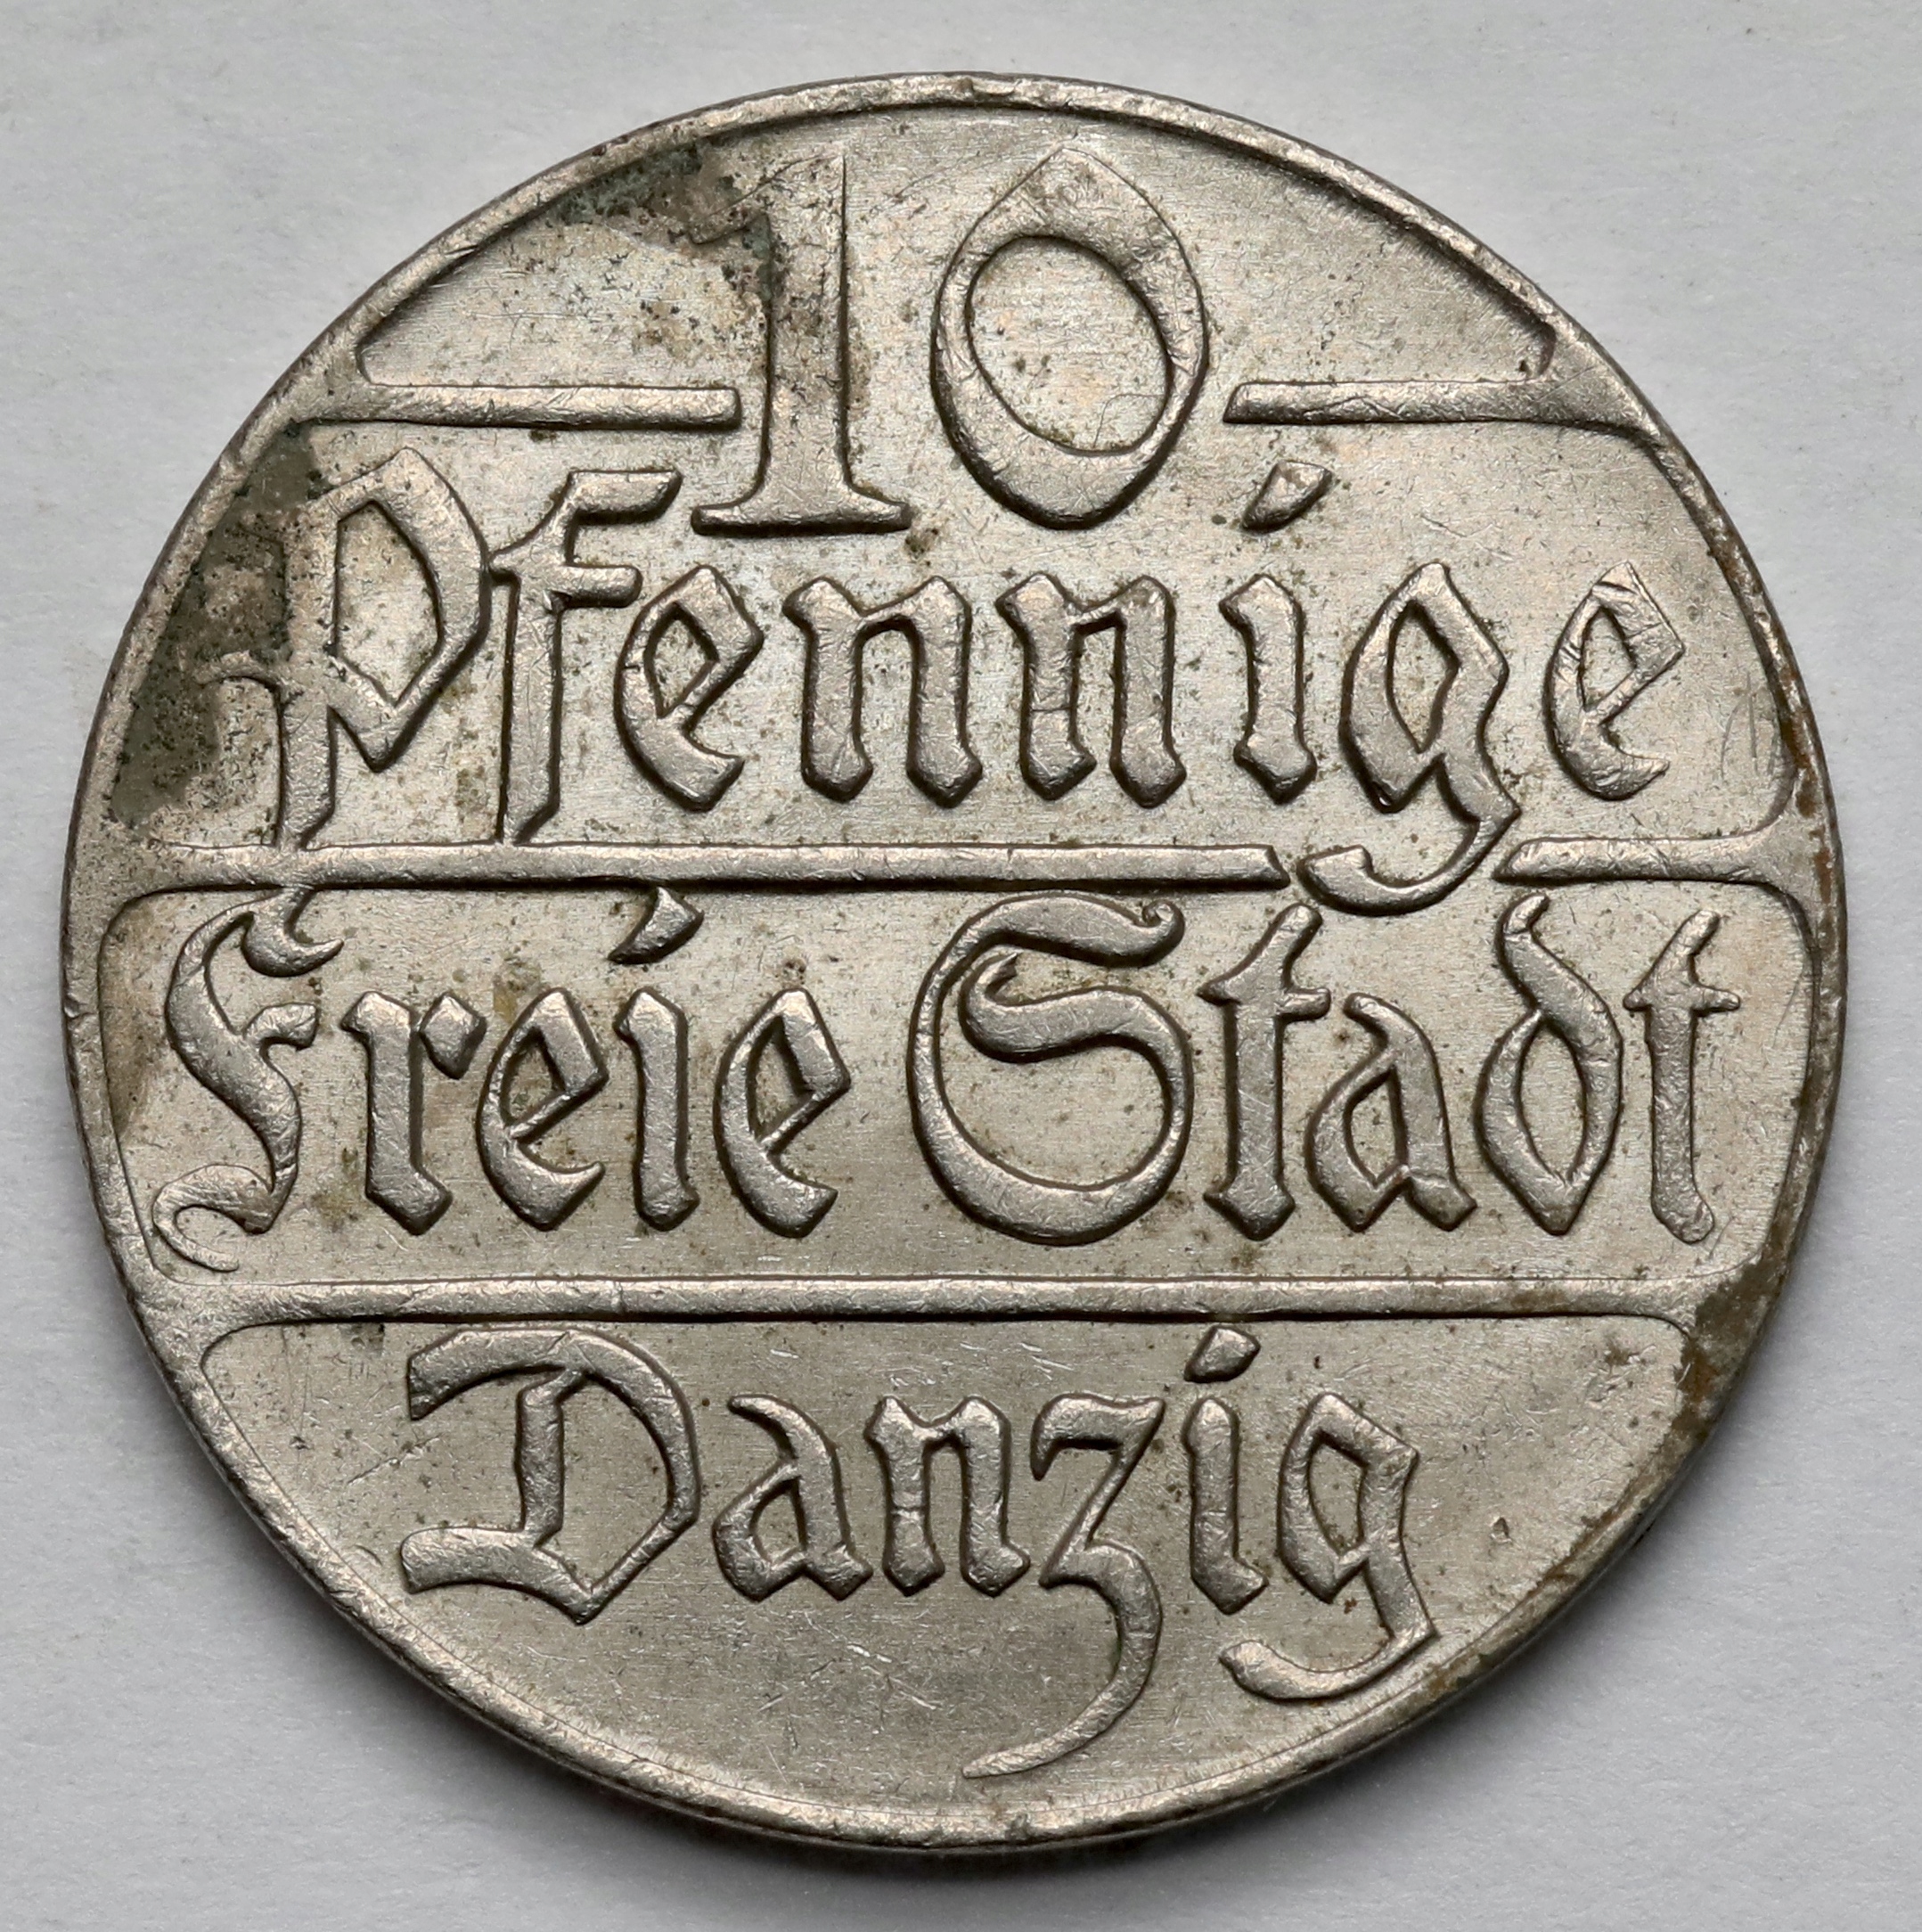 10
Pfennige
Freie Stadt
Danzig